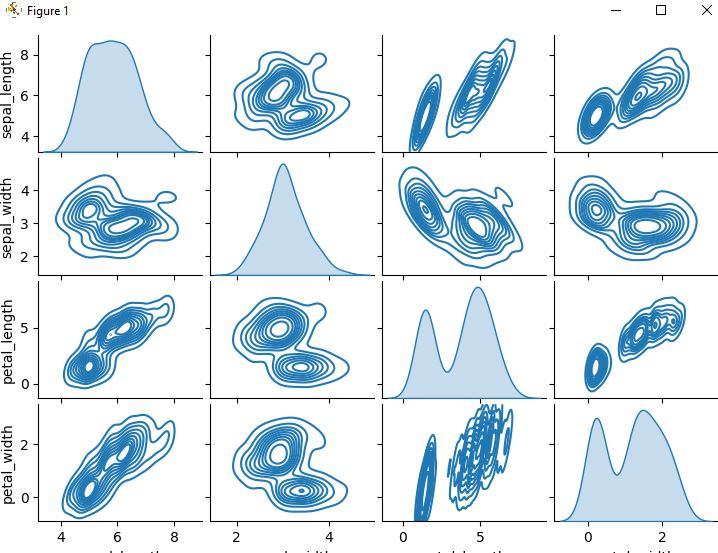 Figure 1
sepal_length
8
6
4
sepal_width
4
3
2
petal_length
5
0
petal_width
2
0
4 6 8
2 4
0 5
0 2